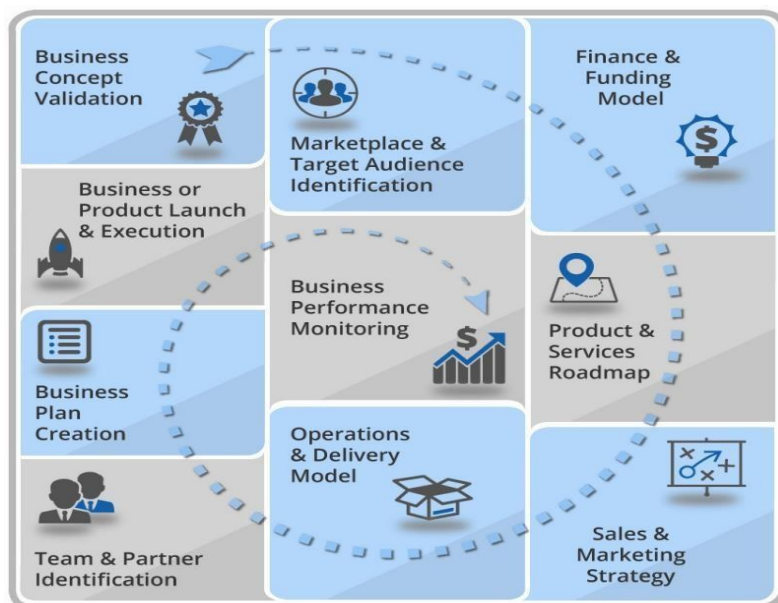 Business
Concept
Validation
Marketplace &
Target Audience
Identification
Finance &
Funding
Model
$
Product &
Services
Roadmap
Sales &
Marketing
Strategy
Operations
& Delivery
Model
Team & Partner
Identification
Business
Plan
Creation
Business or
Product Launch
& Execution
Business
Performance
Monitoring
$